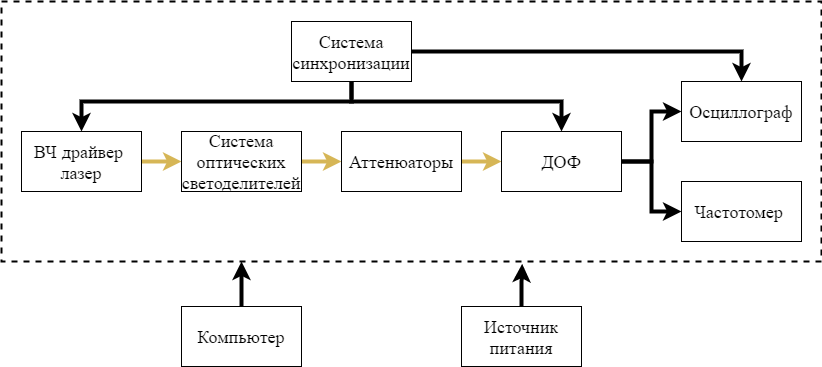 Система
синхронизации
Осциллограф
ВЧ драйвер
лазер
Система
оптических
светоделителей
Аттенюаторы
ДОФ
Частотомер
Компьютер
Источник
питания